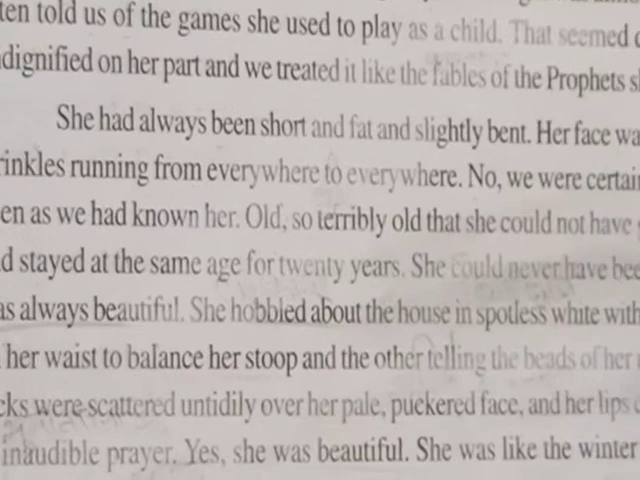 ten told us of the games she used to play as a child. That seemed
dignified on her part and we treated it like the fables of the Prophets
She had always been short and fat and slightly bent. Her face wa
inkles running from everywhere to everywhere. No, we were certai
en as we had known her. Old, so terribly old that she could not have
d stayed at the same age for twenty years. She could never have bee
as always beautiful. She hobbled about the house in spotless white with
her waist to balance her stoop and the other telling the beads of her
cks were scattered untidily over her pale, puckered face, and her lips
inaudible prayer. Yes, she was beautiful. She was like the winter